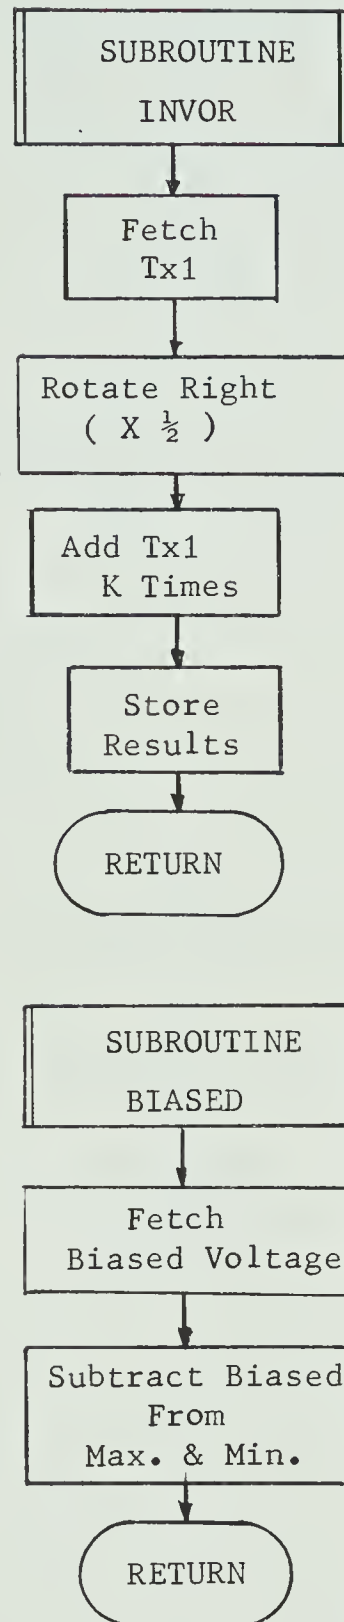 SUBROUTINE
INVOR
Fetch
Tx1
Rotate Right
( X ½ )
Add Tx1
K Times
Store
Results
RETURN
SUBROUTINE
BIASED
Fetch
Biased Voltage
Subtract Biased
From
Max. & Min.
RETURN